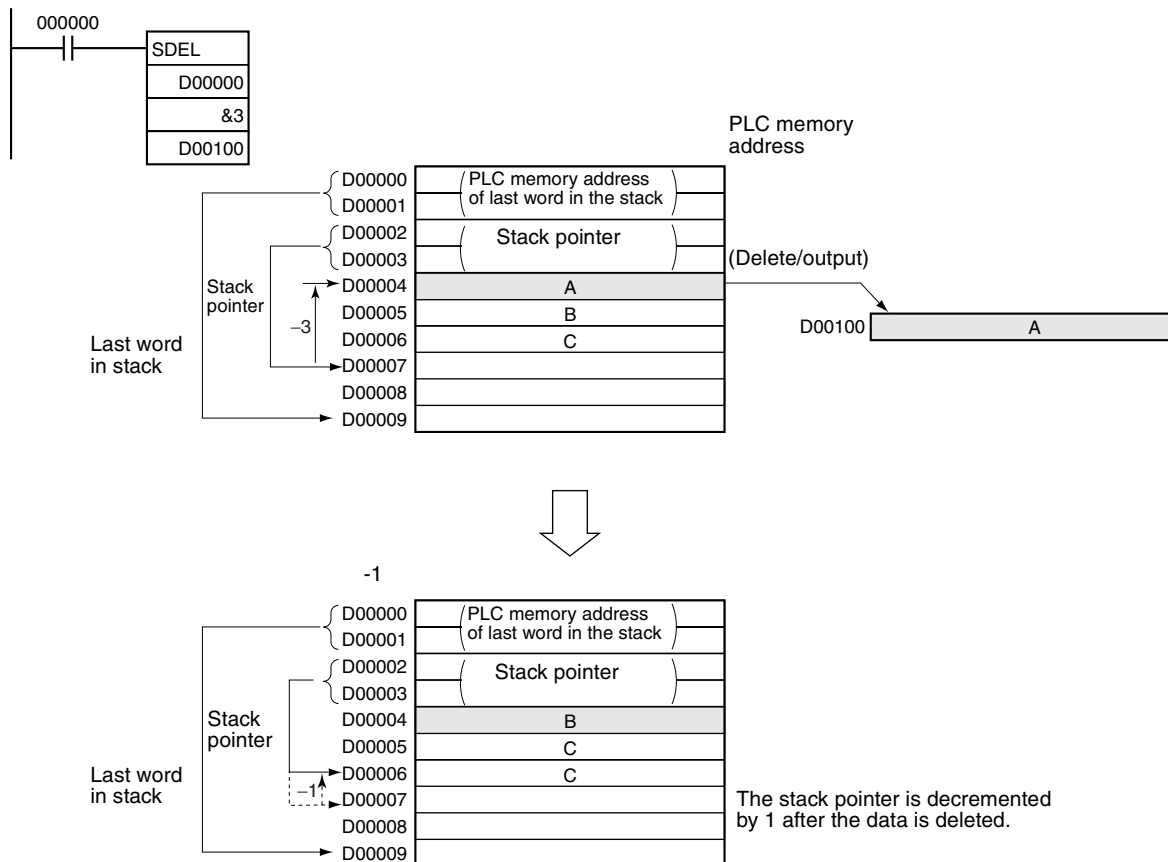 000000
SDEL
D00000
&3
D00100
PLC memory
address
D00000
D00001
D00002
D00003
D00004
D00005
D00006
D00007
D00008
D00009
(PLC memory address
of last word in the stack)
Stack pointer
A
B
C
Stack
pointer
−3
Last word
in stack
(Delete/output)
D00100
A
-1
D00000
D00001
D00002
D00003
D00004
D00005
D00006
D00007
D00008
D00009
(PLC memory address
of last word in the stack)
Stack pointer
B
C
C
Stack
pointer
−1
Last word
in stack
The stack pointer is decremented
by 1 after the data is deleted.